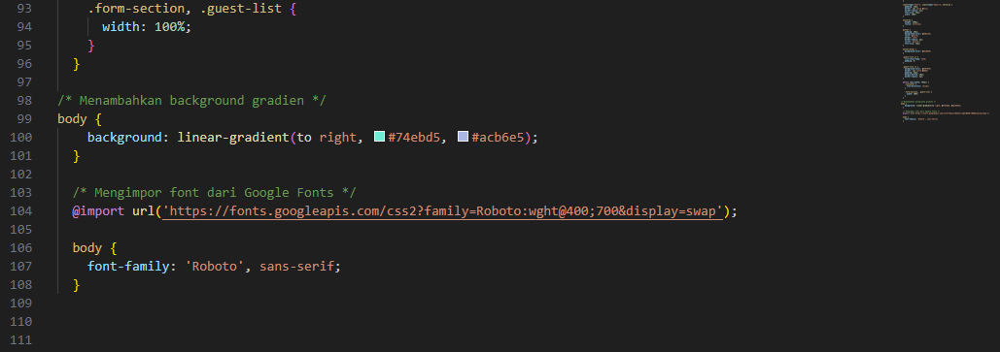 93 .form-section, .guest-list {
94 width: 100%;
95 }
96 }
97
98 /* Menambahkan background gradien */
99 body {
100 background: linear-gradient(to right, #74ebd5, #acb6e5);
101 }
102
103 /* Mengimpor font dari Google Fonts */
104 @import url('https://fonts.googleapis.com/css2?family=Roboto:wght@400;700&display=swap');
105
106 body {
107 font-family: 'Roboto', sans-serif;
108 }
109
110
111